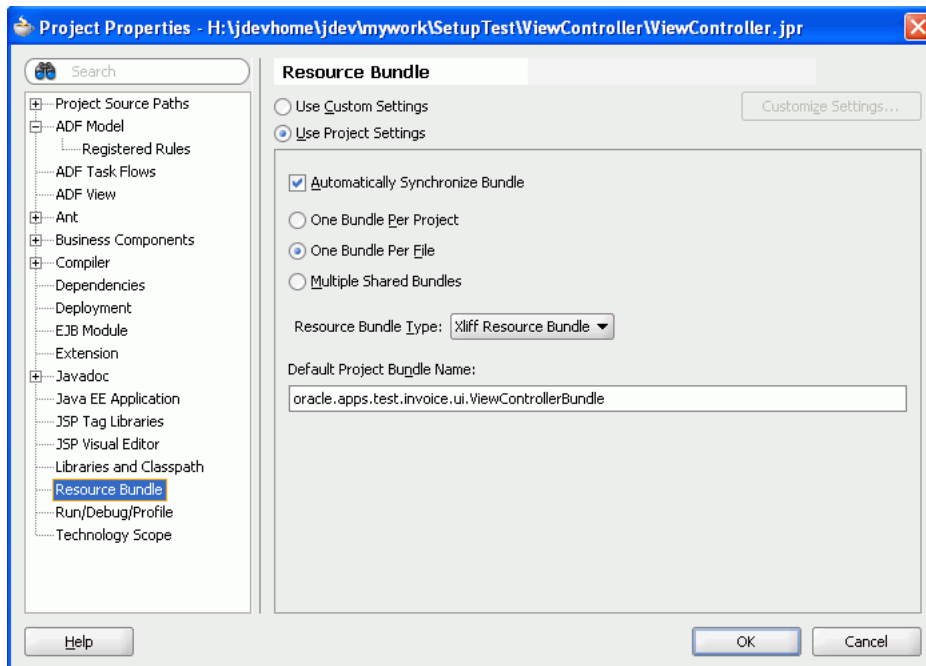 Project Properties - H:\jdevhome\jdev\mywork\SetupTest\ViewController\ViewController.jpr
Search
Project Source Paths
ADF Model
Registered Rules
ADF Task Flows
ADF View
Ant
Business Components
Compiler
Dependencies
Deployment
EJB Module
Extension
Javadoc
Java EE Application
JSP Tag Libraries
JSP Visual Editor
Libraries and Classpath
Resource Bundle
Run/Debug/Profile
Technology Scope
Resource Bundle
Use Custom Settings
Customize Settings...
Use Project Settings
Automatically Synchronize Bundle
One Bundle Per Project
One Bundle Per File
Multiple Shared Bundles
Resource Bundle Type: Xliff Resource Bundle
Default Project Bundle Name:
oracle.apps.test.invoice.ui.ViewControllerBundle
Help
OK
Cancel